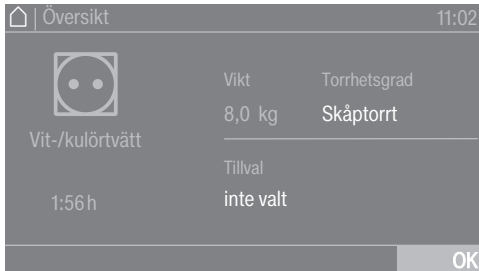 Översikt 11:02
Vikt Torrhetsgrad
8,0 kg Skåptorrt
Vit-/kulörtvätt
Tillval
1:56 h inte valt
OK